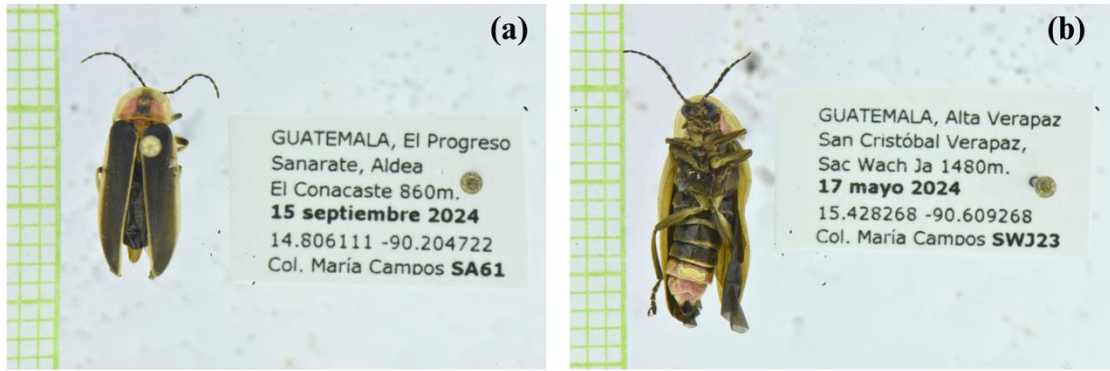 (a)
GUATEMALA, El Progreso
Sanarate, Aldea
El Conacaste 860m.
15 septiembre 2024
14.806111 -90.204722
Col. María Campos SA61
(b)
GUATEMALA, Alta Verapaz
San Cristóbal Verapaz,
Sac Wach Ja 1480m.
17 mayo 2024
15.428268 -90.609268
Col. María Campos SWJ23